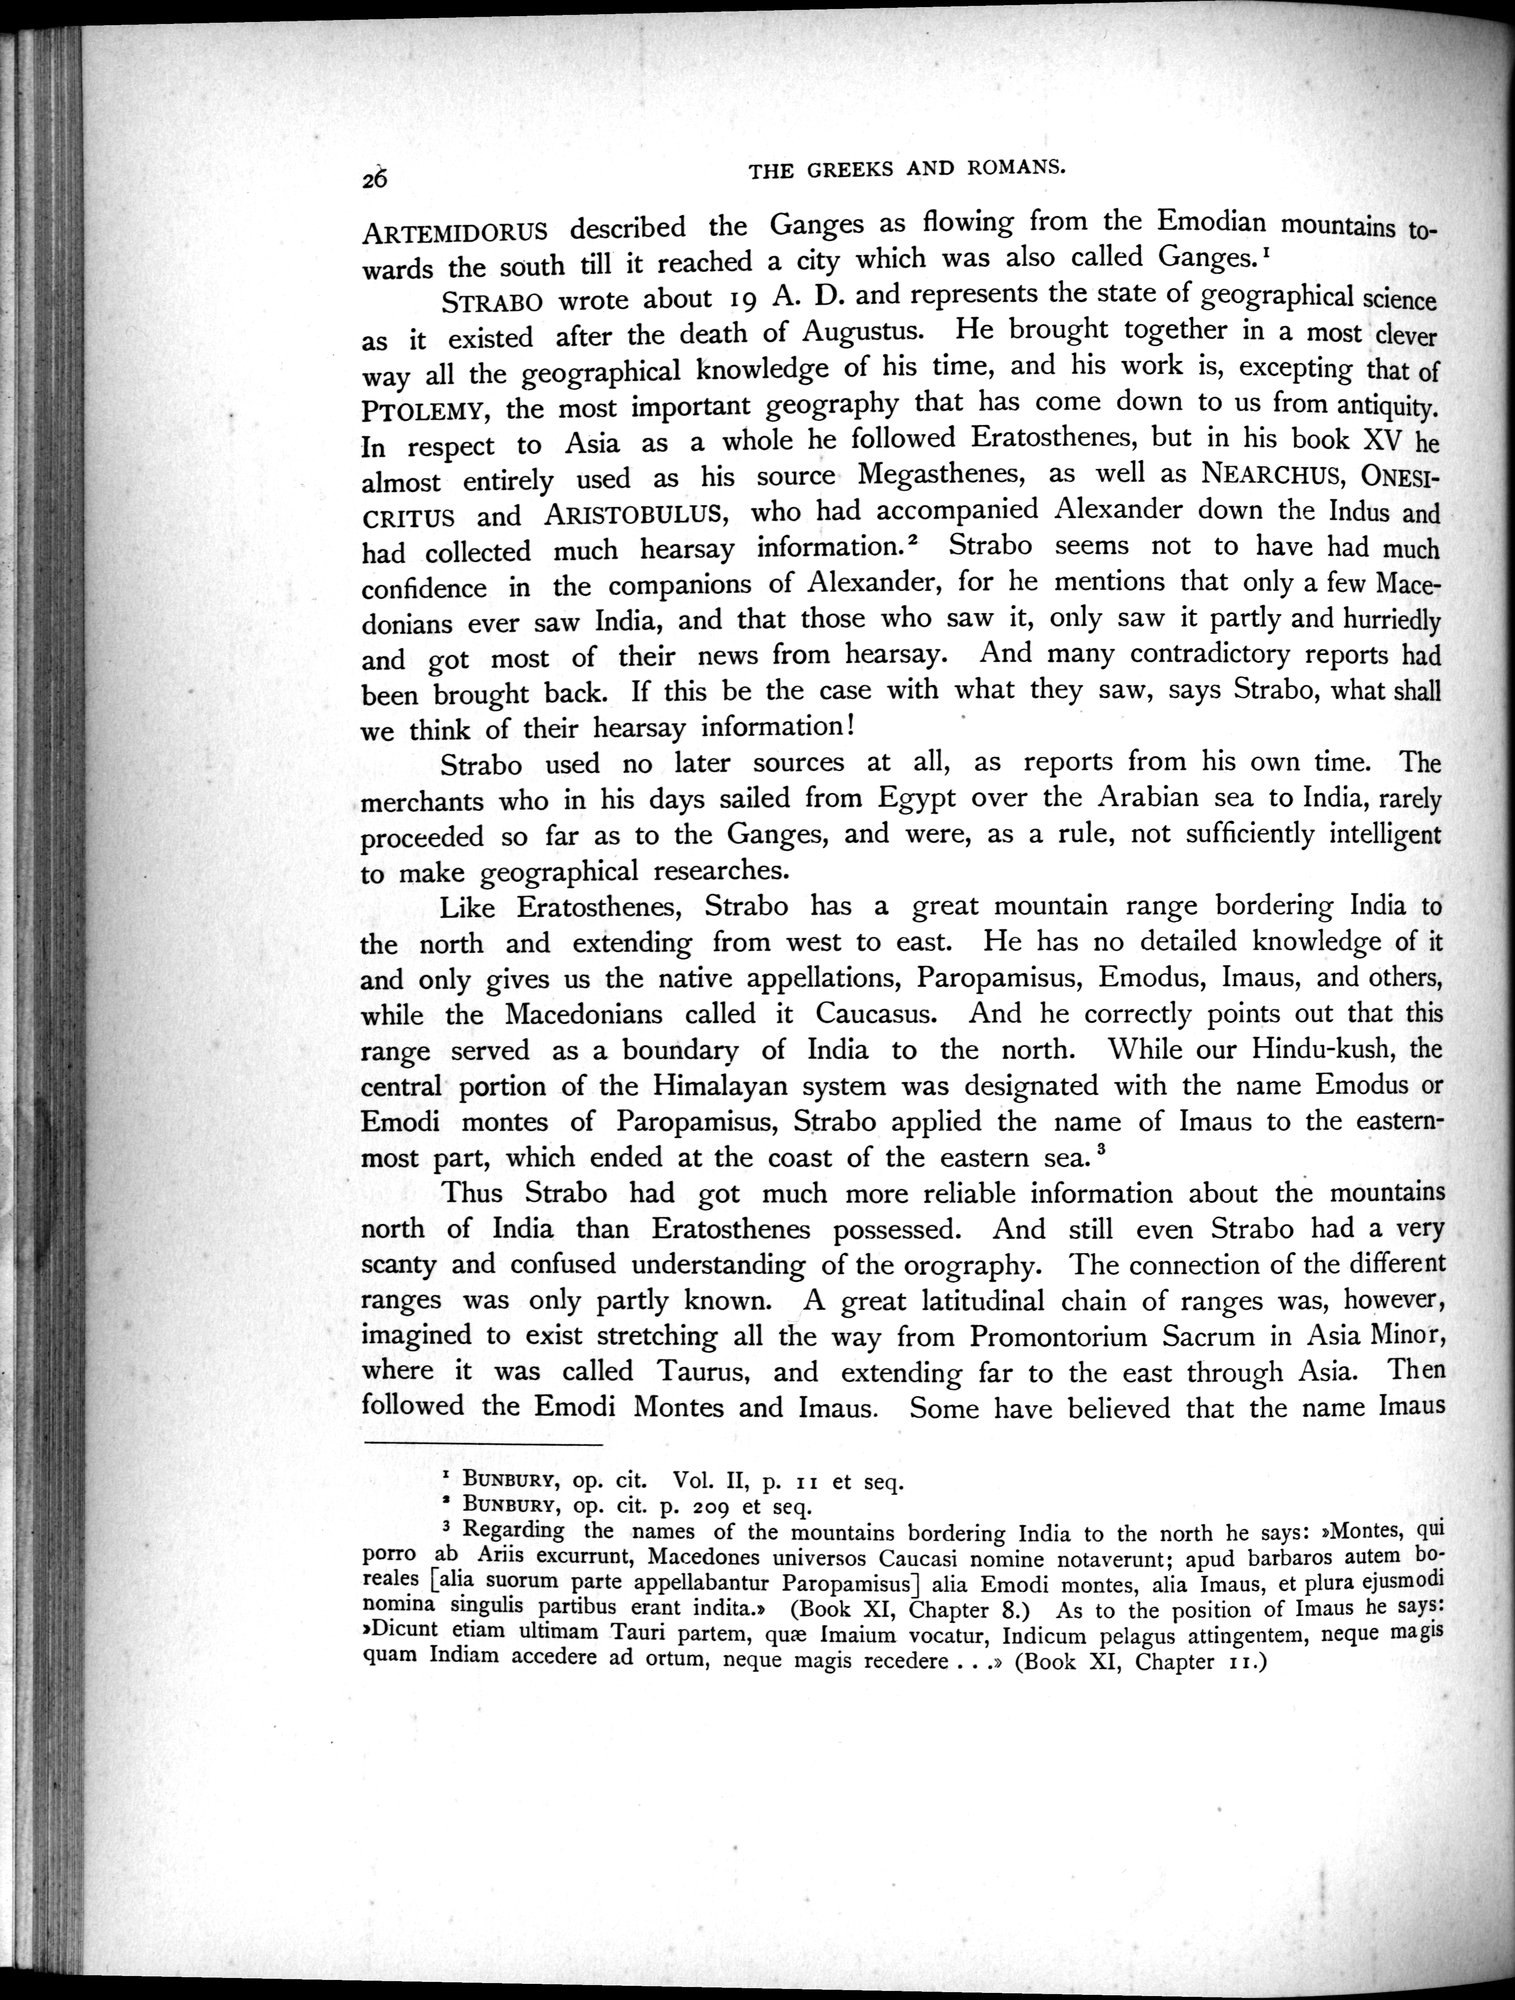 26
THE GREEKS AND ROMANS.
ARTEMIDORUS described the Ganges as flowing from the Emodian mountains to-
wards the south till it reached a city which was also called Ganges.¹
STRABO wrote about 19 A. D. and represents the state of geographical science
as it existed after the death of Augustus. He brought together in a most clever
way all the geographical knowledge of his time, and his work is, excepting that of
PTOLEMY, the most important geography that has come down to us from antiquity.
In respect to Asia as a whole he followed Eratosthenes, but in his book XV he
almost entirely used as his source Megasthenes, as well as NEARCHUS, ONESI-
CRITUS and ARISTOBULUS, who had accompanied Alexander down the Indus and
had collected much hearsay information.² Strabo seems not to have had much
confidence in the companions of Alexander, for he mentions that only a few Mace-
donians ever saw India, and that those who saw it, only saw it partly and hurriedly
and got most of their news from hearsay. And many contradictory reports had
been brought back. If this be the case with what they saw, says Strabo, what shall
we think of their hearsay information!
Strabo used no later sources at all, as reports from his own time. The
merchants who in his days sailed from Egypt over the Arabian sea to India, rarely
proceeded so far as to the Ganges, and were, as a rule, not sufficiently intelligent
to make geographical researches.
Like Eratosthenes, Strabo has a great mountain range bordering India to
the north and extending from west to east. He has no detailed knowledge of it
and only gives us the native appellations, Paropamisus, Emodus, Imaus, and others,
while the Macedonians called it Caucasus. And he correctly points out that this
range served as a boundary of India to the north. While our Hindu-kush, the
central portion of the Himalayan system was designated with the name Emodus or
Emodi montes of Paropamisus, Strabo applied the name of Imaus to the eastern-
most part, which ended at the coast of the eastern sea.³
Thus Strabo had got much more reliable information about the mountains
north of India than Eratosthenes possessed. And still even Strabo had a very
scanty and confused understanding of the orography. The connection of the different
ranges was only partly known. A great latitudinal chain of ranges was, however,
imagined to exist stretching all the way from Promontorium Sacrum in Asia Minor,
where it was called Taurus, and extending far to the east through Asia. Then
followed the Emodi Montes and Imaus. Some have believed that the name Imaus
¹ BUNBURY, op. cit. Vol. II, p. 11 et seq.
² BUNBURY, op. cit. p. 209 et seq.
³ Regarding the names of the mountains bordering India to the north he says: »Montes, qui
porro ab Ariis excurrunt, Macedones universos Caucasi nomine notaverunt; apud barbaros autem bo-
reales [alia suorum parte appellabantur Paropamisus] alia Emodi montes, alia Imaus, et plura ejusmodi
nomina singulis partibus erant indita.» (Book XI, Chapter 8.) As to the position of Imaus he says:
»Dicunt etiam ultimam Tauri partem, quæ Imaium vocatur, Indicum pelagus attingentem, neque magis
quam Indiam accedere ad ortum, neque magis recedere . . .» (Book XI, Chapter 11.)